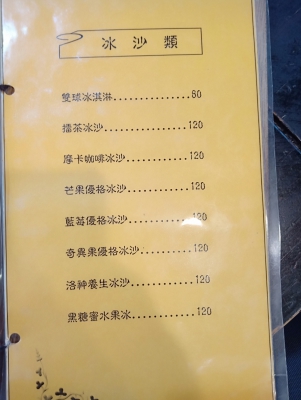 冰沙類
雙球冰淇淋..............80
擂茶冰沙...............120
摩卡咖啡冰沙............120
芒果優格冰沙............120
藍莓優格冰沙............120
奇異果優格冰沙..........120
洛神養生冰沙............120
黑糖蜜水果冰............120